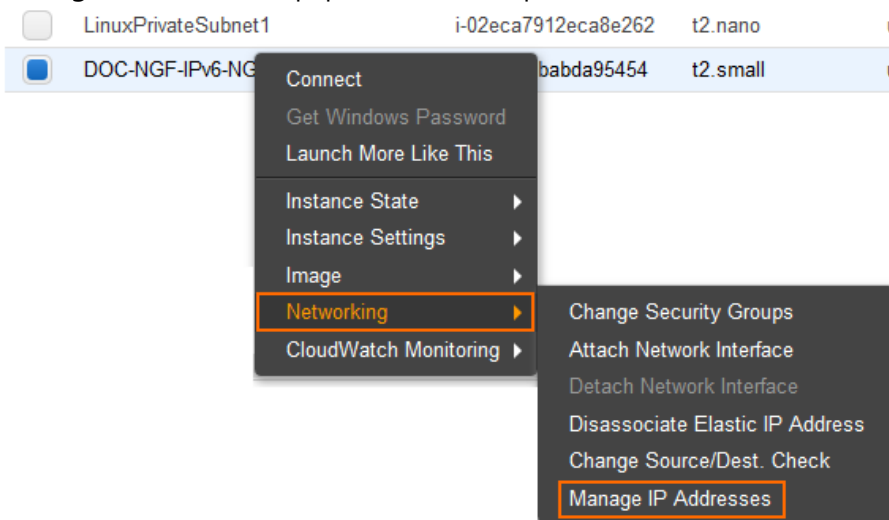 LinuxPrivateSubnet1 i-02eca7912eca8e262 t2.nano
DOC-NGF-IPv6-NG babda95454 t2.small
Connect
Get Windows Password
Launch More Like This
Instance State
Instance Settings
Image
Networking
CloudWatch Monitoring
Change Security Groups
Attach Network Interface
Detach Network Interface
Disassociate Elastic IP Address
Change Source/Dest. Check
Manage IP Addresses